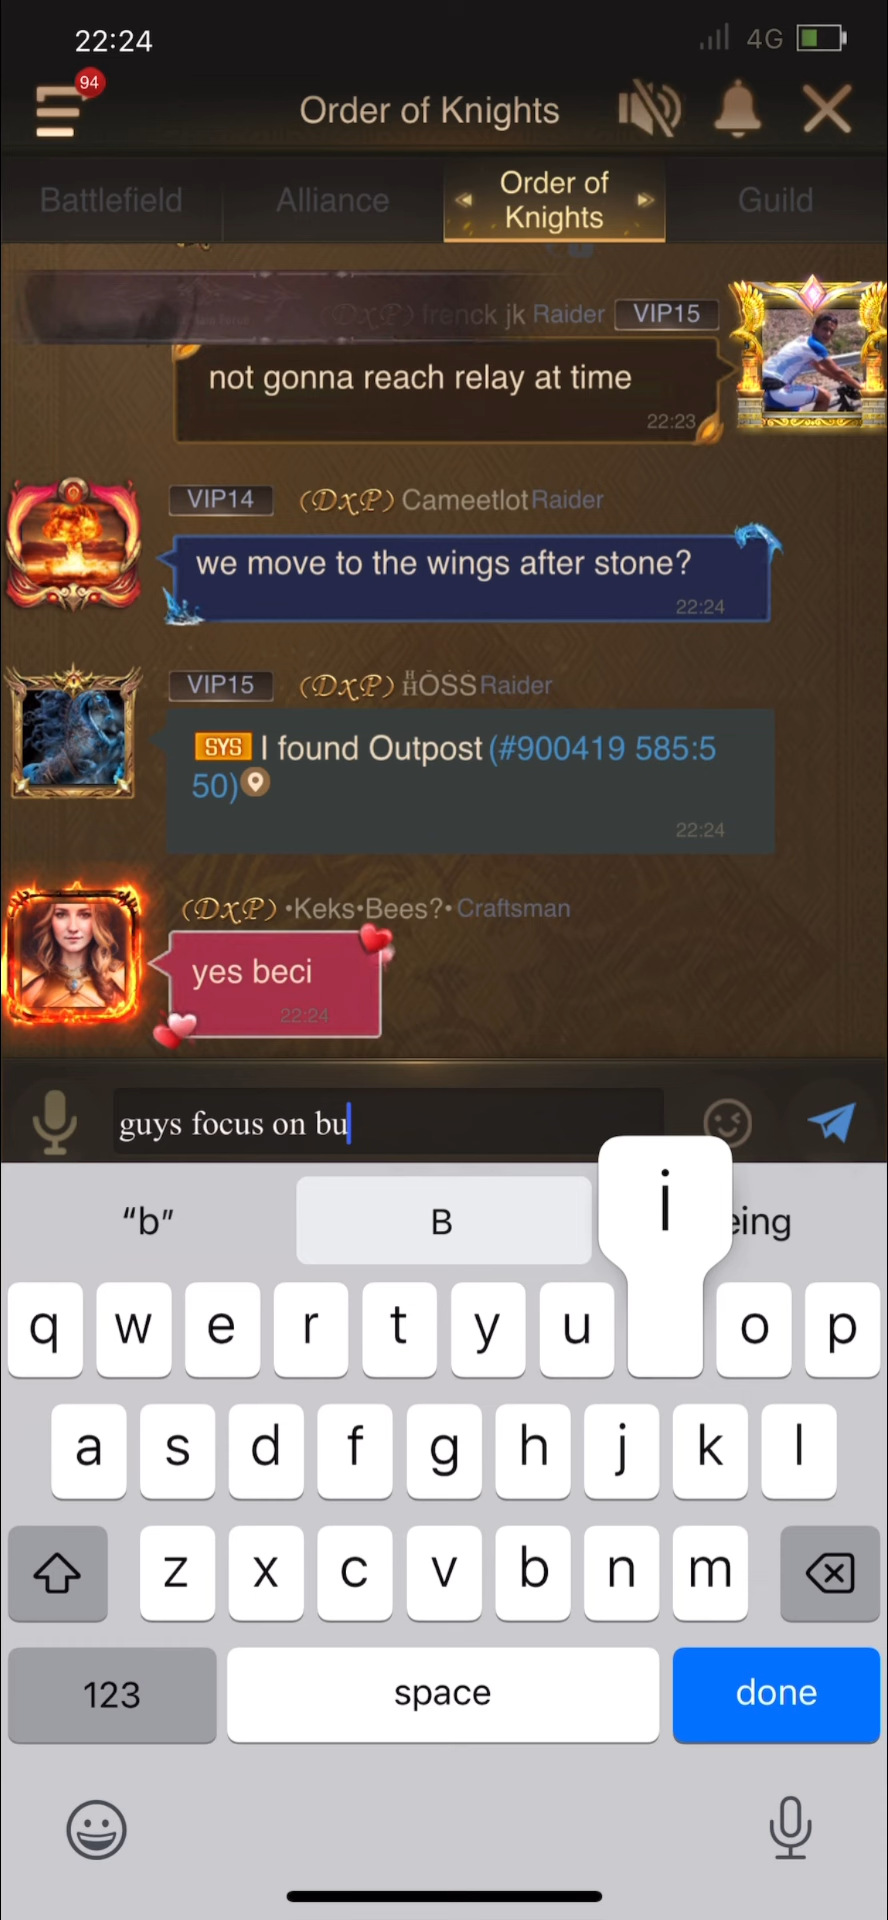 22:24
4G
94
Order of Knights
Battlefield
Alliance
Order of
Knights
Guild
(DxP) frenck jk Raider VIP15
not gonna reach relay at time
22:23
VIP14 (DxP) Cameetlot Raider
we move to the wings after stone?
22:24
VIP15 (DxP) ḦÖSS Raider
SYS I found Outpost (#900419 585:5
50)
22:24
(DxP) •Keks•Bees?• Craftsman
yes beci
22:24
guys focus on bu
“b”
B
eing
i
q w e r t y u o p
a s d f g h j k l
z x c v b n m
123
space
done